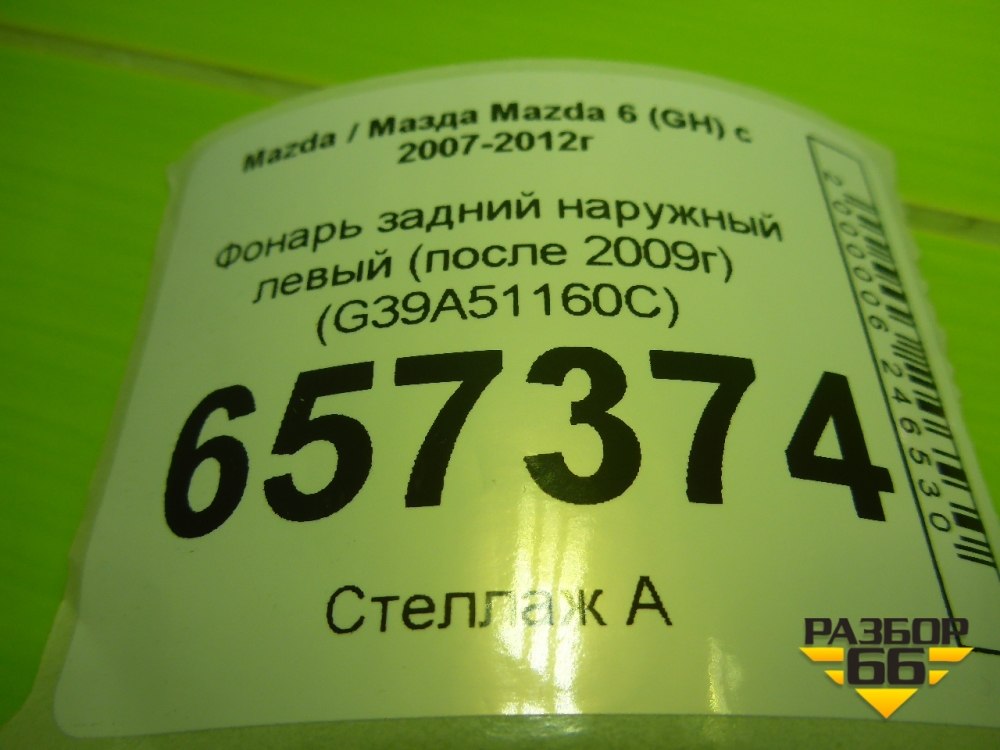 Mazda / Мазда Mazda 6 (GH) с
2007-2012г
Фонарь задний наружный
левый (после 2009г)
(G39A51160C)
657374
Стеллаж А
2000006246530
РАЗБОР
66